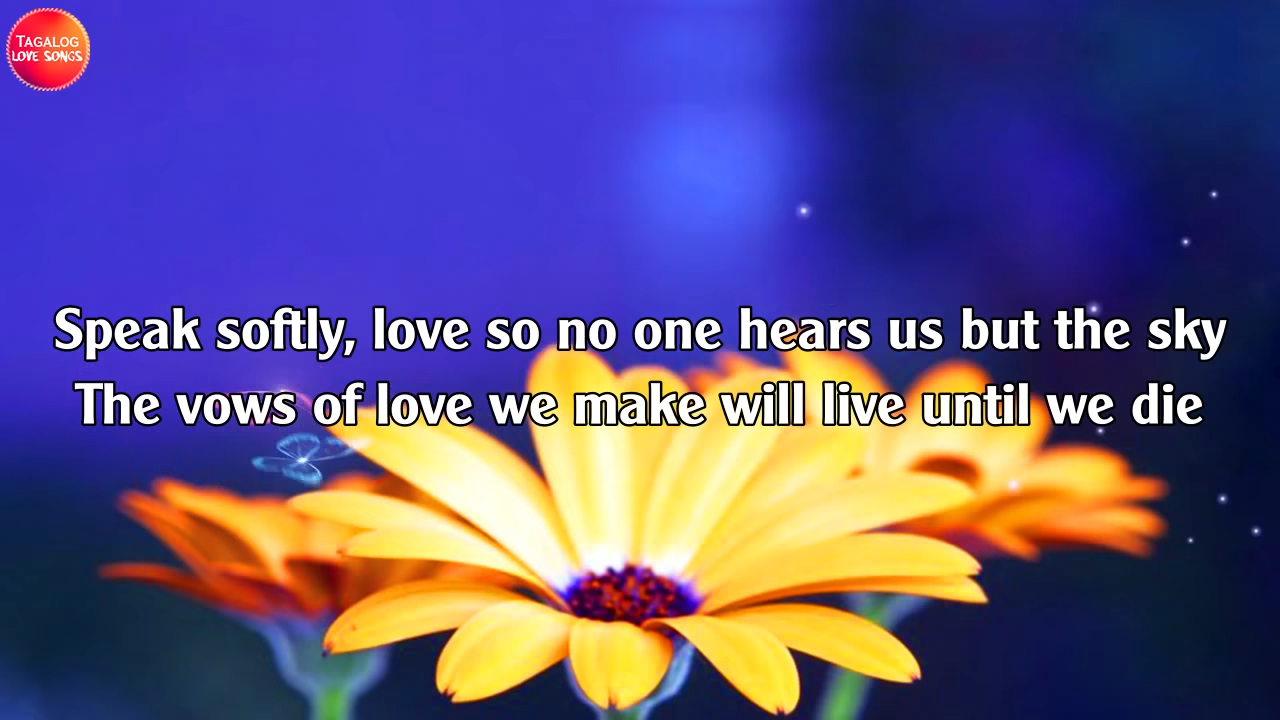 TAGALOG
LOVE SONGS
Speak softly, love so no one hears us but the sky
The vows of love we make will live until we die